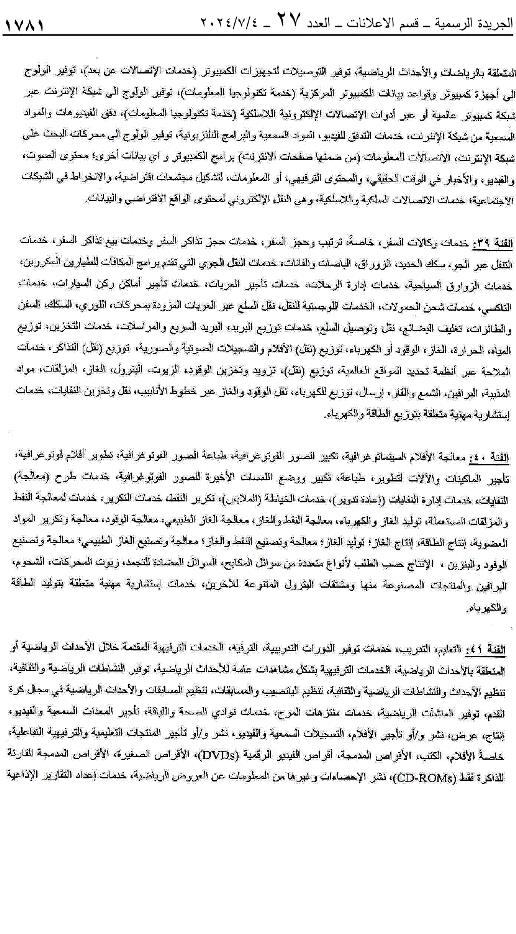 الجريدة الرسمية – قسم الاعلانات – العدد ٢٧ – ٢٠٢٤/٧/٤ ١٧٨١
المتعلقة بالرياضات والأحداث الرياضية، توفير التوصيلات لتجهيزات الكمبيوتر (خدمات الإتصالات عن بعد)، توفير الولوج
الى أجهزة كمبيوتر وقواعد بيانات الكمبيوتر المركزية (خدمة تكنولوجيا المعلومات)، توفير الولوج الى شبكة الإنترنت عبر
شبكة كمبيوتر عالمية أو عبر أدوات الإتصالات الإلكترونية اللاسلكية (خدمة تكنولوجيا المعلومات)، دفق الفيديوهات والمواد
السمعية من شبكة الإنترنت، خدمات التدفق للفيديو، المواد السمعية والبرامج التلفزيونية، توفير الولوج الى محركات البحث على
شبكة الإنترنت، الاتصالات المعلومات (من ضمنها صفحات الانترنت) برامج الكمبيوتر و اي بيانات أخرى؛ محتوى الصوت،
والفيديو، والأخبار في الوقت الحقيقي، والمحتوى الترفيهي، أو المعلومات، لتشكيل مجتمعات افتراضية، والانخراط في الشبكات
الاجتماعية؛ خدمات الاتصالات السلكية واللاسلكية، وهي النقل الإلكتروني لمحتوى الواقع الافتراضي والبيانات.
الفئة ٣٩: خدمات وكالات السفر، خاصة، ترتيب وحجز السفر، خدمات حجز تذاكر السفر وخدمات بيع تذاكر السفر، خدمات
التنقل عبر الجو، سكك الحديد، الزوراق، الباصات والفانات، خدمات النقل الجوي التي تقدم برامج المكافآت للطيارين المكررين،
خدمات الزوارق السياحية، خدمات إدارة الرحلات، خدمات تأجير العربات، خدمات تأجير أماكن ركن السيارات، خدمات
التاكسي، خدمات شحن الحمولات، الخدمات اللوجستية للنقل، نقل السلع عبر العربات المزودة بمحركات، اللوري، السكك، السفن
والطائرات، تغليف البضائع، نقل وتوصيل السلع، خدمات توزيع البريد، البريد السريع والمراسلات، خدمات التخزين، توزيع
المياه، الحرارة، الغاز، الوقود أو الكهرباء، توزيع (نقل) الأفلام والتسجيلات الصوتية والصورية، توزيع (نقل) التذاكر، خدمات
الملاحة عبر أنظمة تحديد المواقع العالمية، توزيع (نقل)، تزويد وتخزين الوقود، الزيوت، البترول، الغاز، المزلقات، مواد
المذيبة، البرافين، الشمع والقار، إرسال، توزيع للكهرباء، نقل الوقود والغاز عبر خطوط الأنابيب، نقل وتخزين النفايات، خدمات
إستشارية مهنية متعلقة بتوزيع الطاقة والكهرباء.
الفئة ٤٠: معالجة الأفلام السينماتوغرافية، تكبير الصور الفوتوغرافية، طباعة الصور الفوتوغرافية، تطوير أفلام فوتوغرافية،
تأجير الماكينات والآلات لتطوير، طباعة، تكبير ووضع اللمسات الأخيرة للصور الفوتوغرافية، خدمات طرح (معالجة)
النفايات، خدمات إدارة النفايات (إعادة تدوير)، خدمات الخياطة (الملابس)، تكرير النفط، خدمات التكرير، خدمات لمعالجة النفط
والمزلقات المستعملة، توليد الغاز والكهرباء، معالجة النفط والغاز، معالجة الغاز الطبيعي، معالجة الوقود، معالجة وتكرير المواد
العضوية، إنتاج الطاقة، إنتاج الغاز؛ توليد الغاز؛ معالجة وتصنيع النفط والغاز؛ معالجة وتصنيع الغاز الطبيعي؛ معالجة وتصنيع
الوقود والبنزين ، الإنتاج حسب الطلب لأنواع متعددة من سوائل المكابح، السوائل المضادة للتجمد، زيوت المحركات، الشحوم،
البرافين والمنتجات المصنوعة منها ومشتقات البترول المتنوعة للآخرين، خدمات إستشارية مهنية متعلقة بتوليد الطاقة
والكهرباء.
الفئة ٤١: التعليم، التدريب، خدمات توفير الدورات التدريبية، الترفيه، الخدمات الترفيهية المقدمة خلال الأحداث الرياضية أو
المتعلقة بالأحداث الرياضية، الخدمات الترفيهية بشكل مشاهدات عامة للأحداث الرياضية، توفير النشاطات الرياضية والثقافية،
تنظيم الأحداث والنشاطات الرياضية والثقافية، تنظيم اليانصيب والمسابقات، تنظيم المسابقات والأحداث الرياضية في مجال كرة
القدم، توفير المنشآت الرياضية، خدمات منتزهات المرح، خدمات نوادي الصحة واللياقة، تأجير المعدات السمعية والفيديو،
إنتاج، عرض، نشر و/أو تأجير الأفلام، التسجيلات السمعية والفيديو، نشر و/أو تأجير المنتجات التعليمية والترفيهية التفاعلية،
خاصة الأفلام، الكتب، الأقراص المدمجة، أقراص الفيديو الرقمية (DVDs)، الأقراص الصغيرة، الأقراص المدمجة القارئة
للذاكرة فقط (CD-ROMs)، نشر الإحصاءات وغيرها من المعلومات عن العروض الرياضية، خدمات إعداد التقارير الإذاعية